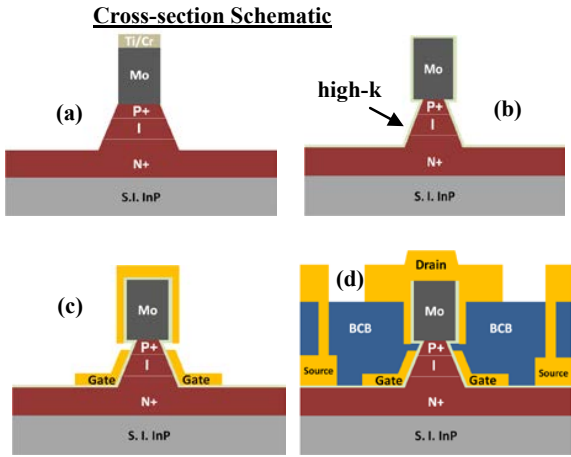 Cross-section Schematic
Ti/Cr
Mo
(a)
P+
I
N+
S.I. InP
Mo
high-k
(b)
P+
I
N+
S.I. InP
(c)
Mo
P+
I
Gate
Gate
N+
S. I. InP
Drain
(d)
Mo
BCB
BCB
P+
I
Source
Gate
Gate
Source
N+
S. I. InP